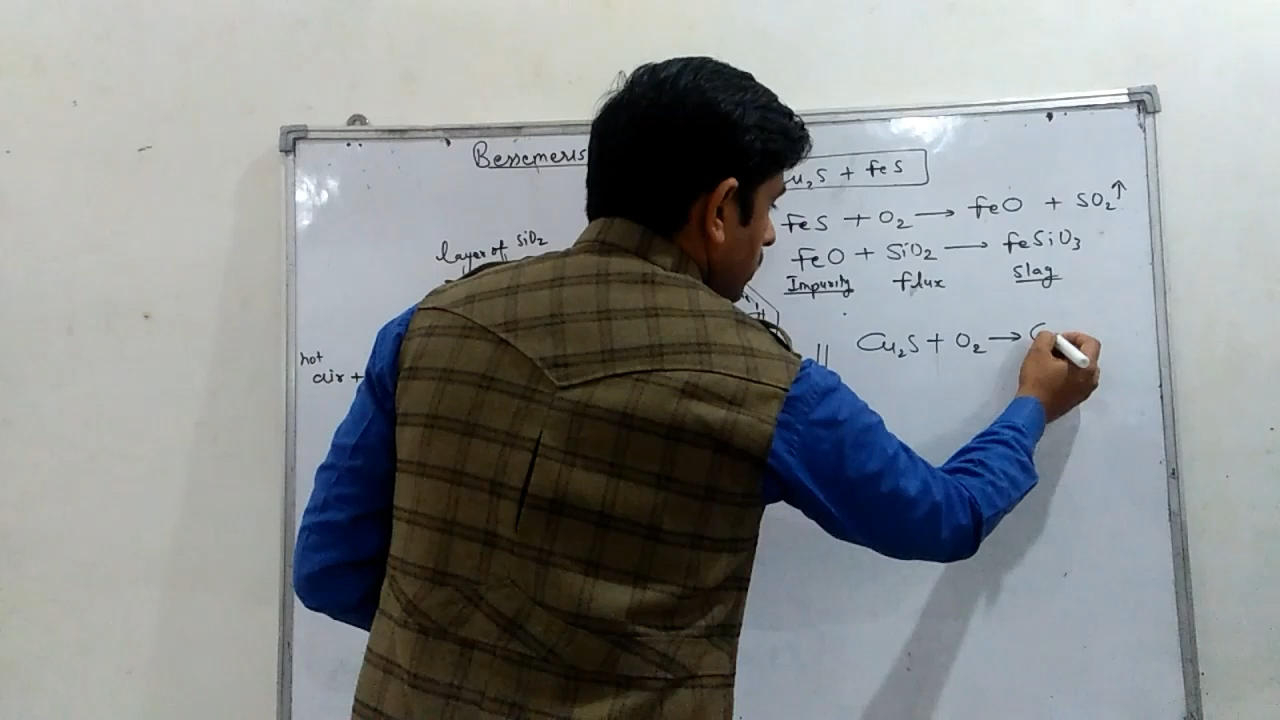 Bessemeris
u₂S + FeS
FeS + O₂ → FeO + SO₂↑
FeO + SiO₂ → FeSiO₃
Impurity flux slag
layer of SiO₂
Cu₂S + O₂ → C
hot
air +